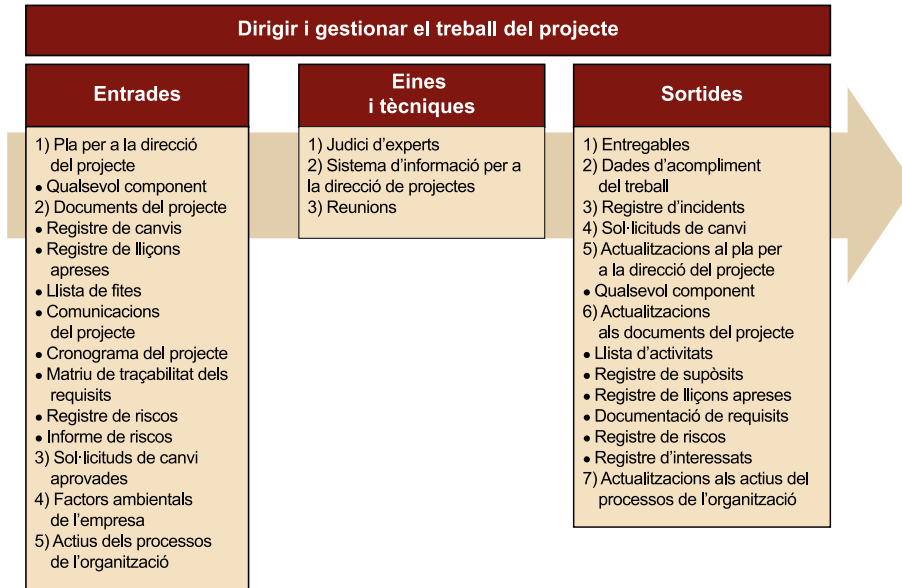 Dirigir i gestionar el treball del projecte
Entrades
1) Pla per a la direcció
del projecte
• Qualsevol component
2) Documents del projecte
• Registre de canvis
• Registre de lliçons
apreses
• Llista de fites
• Comunicacions
del projecte
• Cronograma del projecte
• Matriu de traçabilitat dels
requisits
• Registre de riscos
• Informe de riscos
3) Sol·licituds de canvi
aprovades
4) Factors ambientals
de l’empresa
5) Actius dels processos
de l’organització
Eines
i tècniques
1) Judici d’experts
2) Sistema d’informació per a
la direcció de projectes
3) Reunions
Sortides
1) Entregables
2) Dades d’acompliment
del treball
3) Registre d’incidents
4) Sol·licituds de canvi
5) Actualitzacions al pla per
a la direcció del projecte
• Qualsevol component
6) Actualitzacions
als documents del projecte
• Llista d’activitats
• Registre de supòsits
• Registre de lliçons apreses
• Documentació de requisits
• Registre de riscos
• Registre d’interessats
7) Actualitzacions als actius del
processos de l’organització